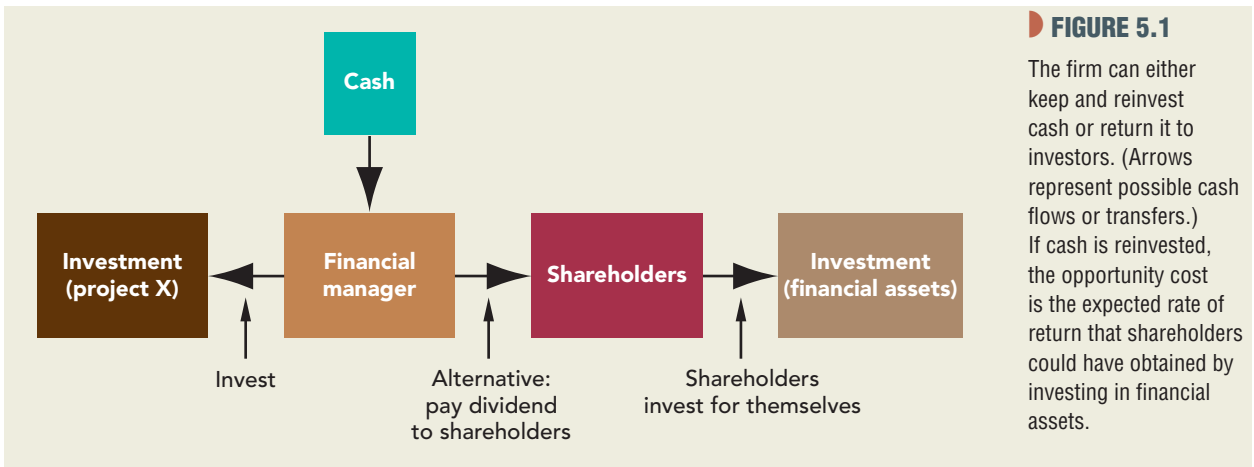 Cash
Investment
(project X)
Financial
manager
Shareholders
Investment
(financial assets)
Invest
Alternative:
pay dividend
to shareholders
Shareholders
invest for themselves
FIGURE 5.1
The firm can either
keep and reinvest
cash or return it to
investors. (Arrows
represent possible cash
flows or transfers.)
If cash is reinvested,
the opportunity cost
is the expected rate of
return that shareholders
could have obtained by
investing in financial
assets.